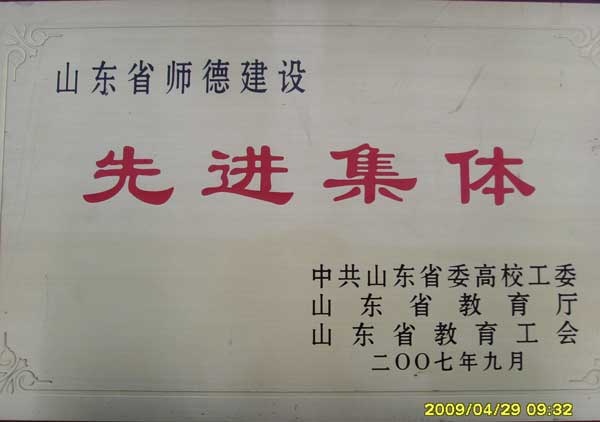 山东省师德建设
先进集体
中共山东省委高校工委
山东省教育厅
山东省教育工会
二〇〇七年九月
2009/04/29 09:32